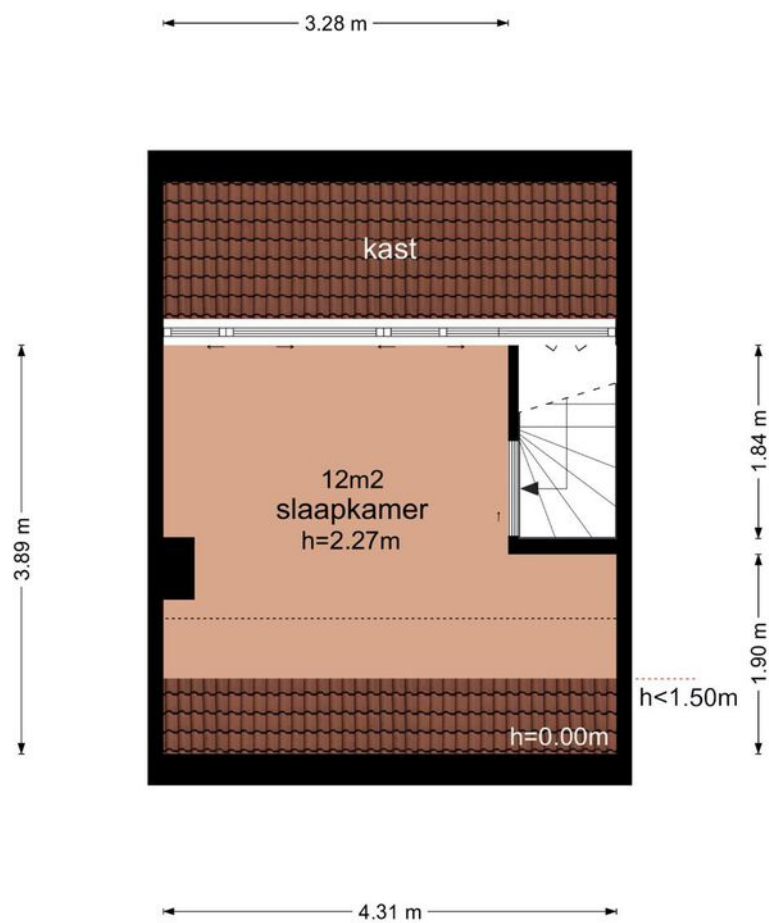 3.28 m
kast
12m2
slaapkamer
h=2.27m
3.89 m
1.84 m
1.90 m
h<1.50m
h=0.00m
4.31 m